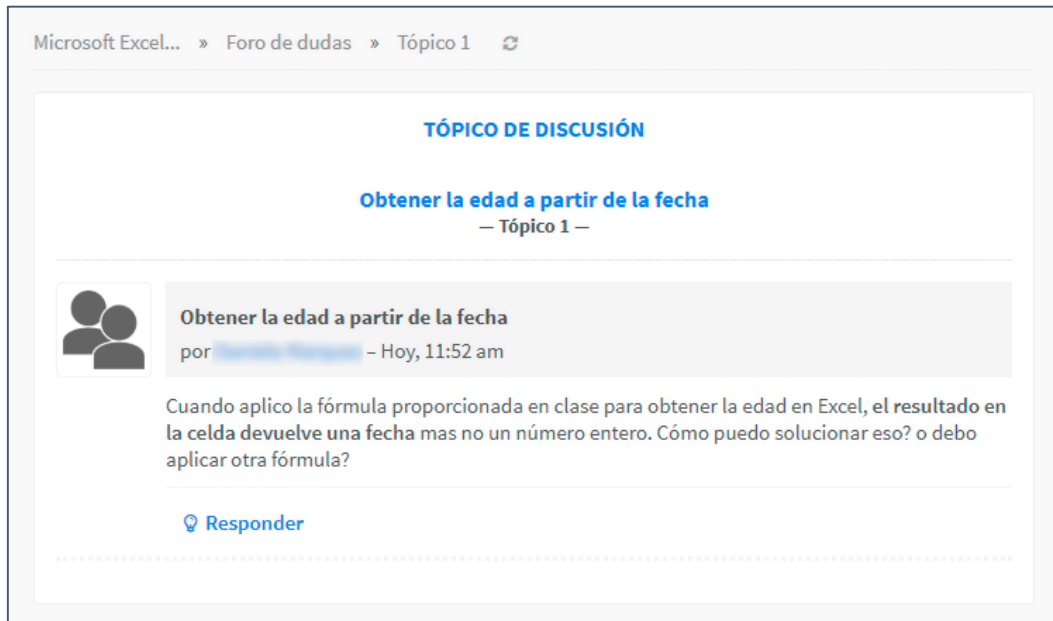 Microsoft Excel... » Foro de dudas » Tópico 1
TÓPICO DE DISCUSIÓN
Obtener la edad a partir de la fecha
— Tópico 1 —
Obtener la edad a partir de la fecha
por – Hoy, 11:52 am
Cuando aplico la fórmula proporcionada en clase para obtener la edad en Excel, el resultado en
la celda devuelve una fecha mas no un número entero. Cómo puedo solucionar eso? o debo
aplicar otra fórmula?
Responder